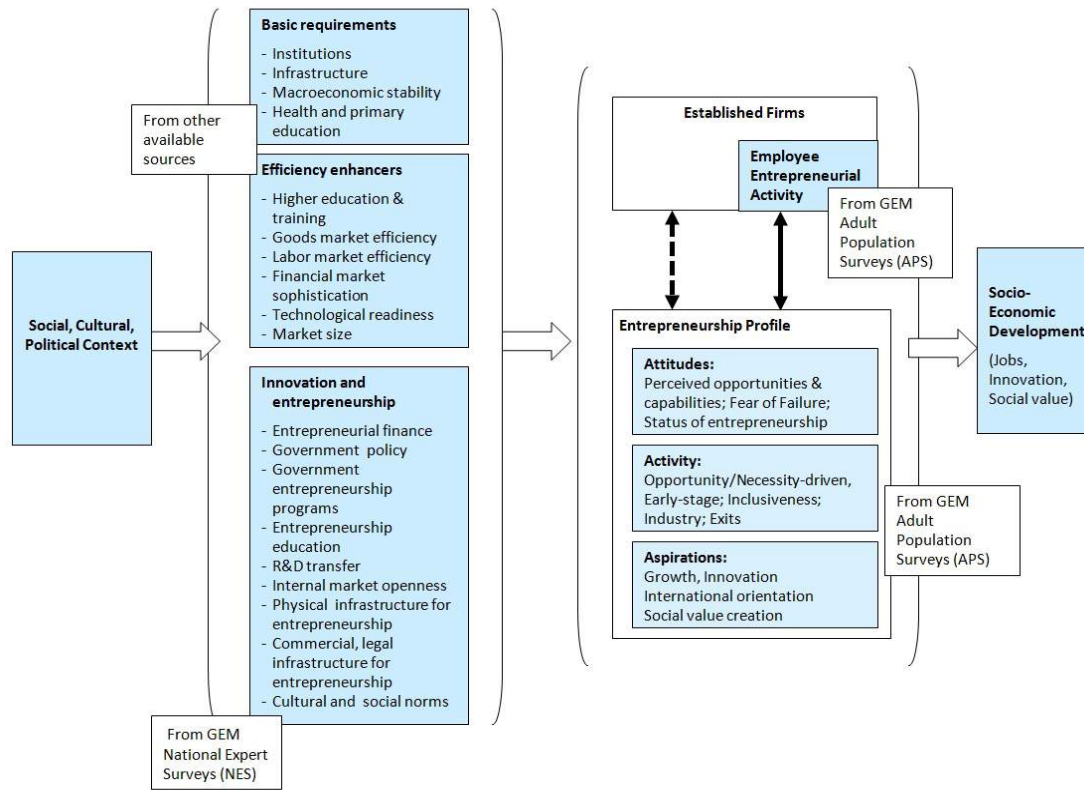 Social, Cultural,
Political Context
From other
available
sources
Basic requirements
- Institutions
- Infrastructure
- Macroeconomic stability
- Health and primary
education
Efficiency enhancers
- Higher education &
training
- Goods market efficiency
- Labor market efficiency
- Financial market
sophistication
- Technological readiness
- Market size
Innovation and
entrepreneurship
- Entrepreneurial finance
- Government policy
- Government
entrepreneurship
programs
- Entrepreneurship
education
- R&D transfer
- Internal market openness
- Physical infrastructure for
entrepreneurship
- Commercial, legal
infrastructure for
entrepreneurship
- Cultural and social norms
From GEM
National Expert
Surveys (NES)
Established Firms
Employee
Entrepreneurial
Activity
From GEM
Adult
Population
Surveys (APS)
Entrepreneurship Profile
Attitudes:
Perceived opportunities &
capabilities; Fear of Failure;
Status of entrepreneurship
Activity:
Opportunity/Necessity-driven,
Early-stage; Inclusiveness;
Industry; Exits
Aspirations:
Growth, Innovation
International orientation
Social value creation
From GEM
Adult
Population
Surveys (APS)
Socio-
Economic
Development
(Jobs,
Innovation,
Social value)